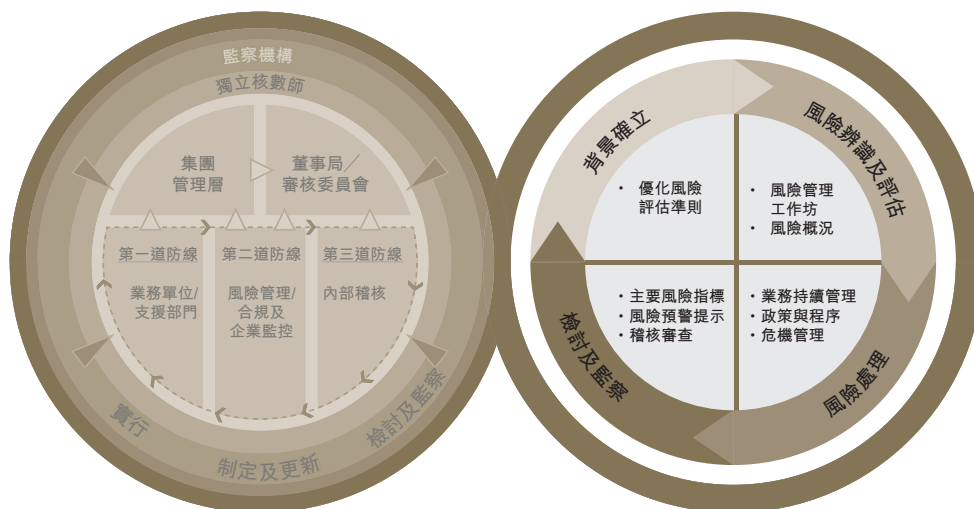 監察機構
獨立核數師
集團
管理層
董事局／
審核委員會
第一道防線
業務單位/
支援部門
第二道防線
風險管理/
合規及
企業監控
第三道防線
內部稽核
實行
制定及更新
檢討及監察
背景確立
風險辨識及評估
• 優化風險
評估準則
• 風險管理
工作坊
• 風險概況
• 主要風險指標
• 風險預警提示
• 稽核審查
• 業務持續管理
• 政策與程序
• 危機管理
檢討及監察
風險處理